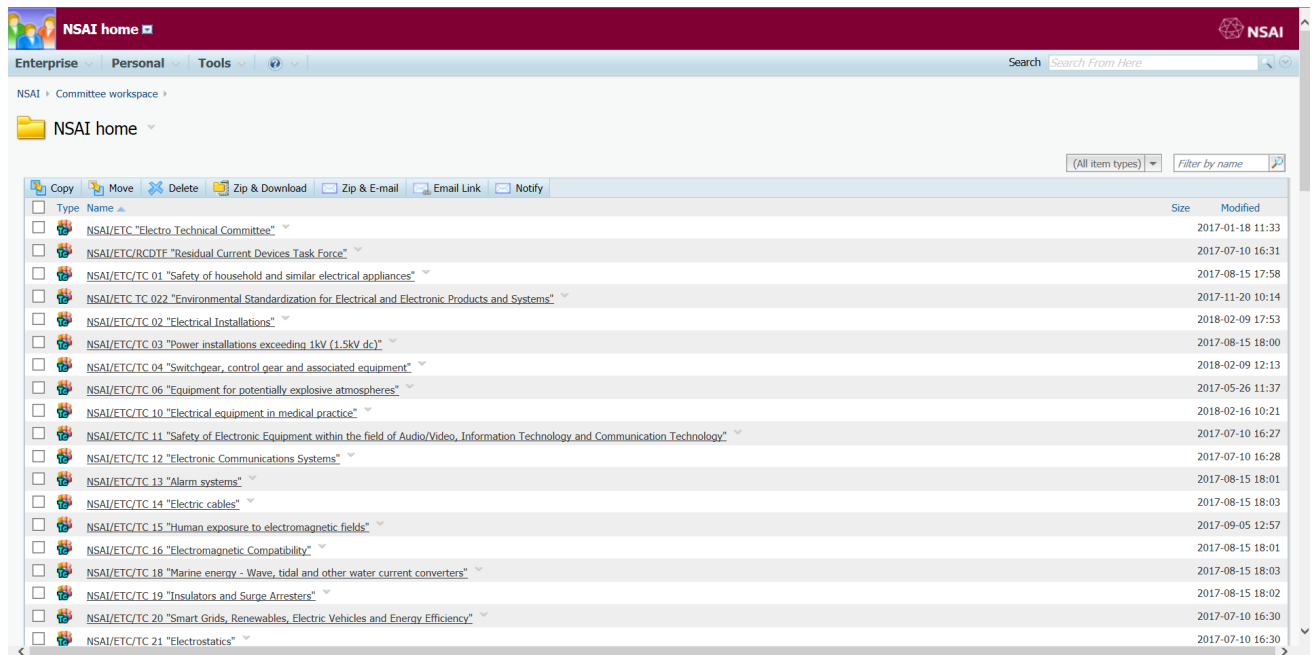 NSAI home
NSAI
Enterprise Personal Tools
Search Search From Here
NSAI Committee workspace
NSAI home
(All item types) Filter by name
Copy Move Delete Zip & Download Zip & E-mail Email Link Notify
Type Name Size Modified
NSAI/ETC "Electro Technical Committee" 2017-01-18 11:33
NSAI/ETC/RCDTF "Residual Current Devices Task Force" 2017-07-10 16:31
NSAI/ETC/TC 01 "Safety of household and similar electrical appliances" 2017-08-15 17:58
NSAI/ETC TC 022 "Environmental Standardization for Electrical and Electronic Products and Systems" 2017-11-20 10:14
NSAI/ETC/TC 02 "Electrical Installations" 2018-02-09 17:53
NSAI/ETC/TC 03 "Power installations exceeding 1kV (1.5kV dc)" 2017-08-15 18:00
NSAI/ETC/TC 04 "Switchgear, control gear and associated equipment" 2018-02-09 12:13
NSAI/ETC/TC 06 "Equipment for potentially explosive atmospheres" 2017-05-26 11:37
NSAI/ETC/TC 10 "Electrical equipment in medical practice" 2018-02-16 10:21
NSAI/ETC/TC 11 "Safety of Electronic Equipment within the field of Audio/Video, Information Technology and Communication Technology" 2017-07-10 16:27
NSAI/ETC/TC 12 "Electronic Communications Systems" 2017-07-10 16:28
NSAI/ETC/TC 13 "Alarm systems" 2017-08-15 18:01
NSAI/ETC/TC 14 "Electric cables" 2017-08-15 18:03
NSAI/ETC/TC 15 "Human exposure to electromagnetic fields" 2017-09-05 12:57
NSAI/ETC/TC 16 "Electromagnetic Compatibility" 2017-08-15 18:01
NSAI/ETC/TC 18 "Marine energy - Wave, tidal and other water current converters" 2017-08-15 18:03
NSAI/ETC/TC 19 "Insulators and Surge Arresters" 2017-08-15 18:02
NSAI/ETC/TC 20 "Smart Grids, Renewables, Electric Vehicles and Energy Efficiency" 2017-07-10 16:30
NSAI/ETC/TC 21 "Electrostatics" 2017-07-10 16:30